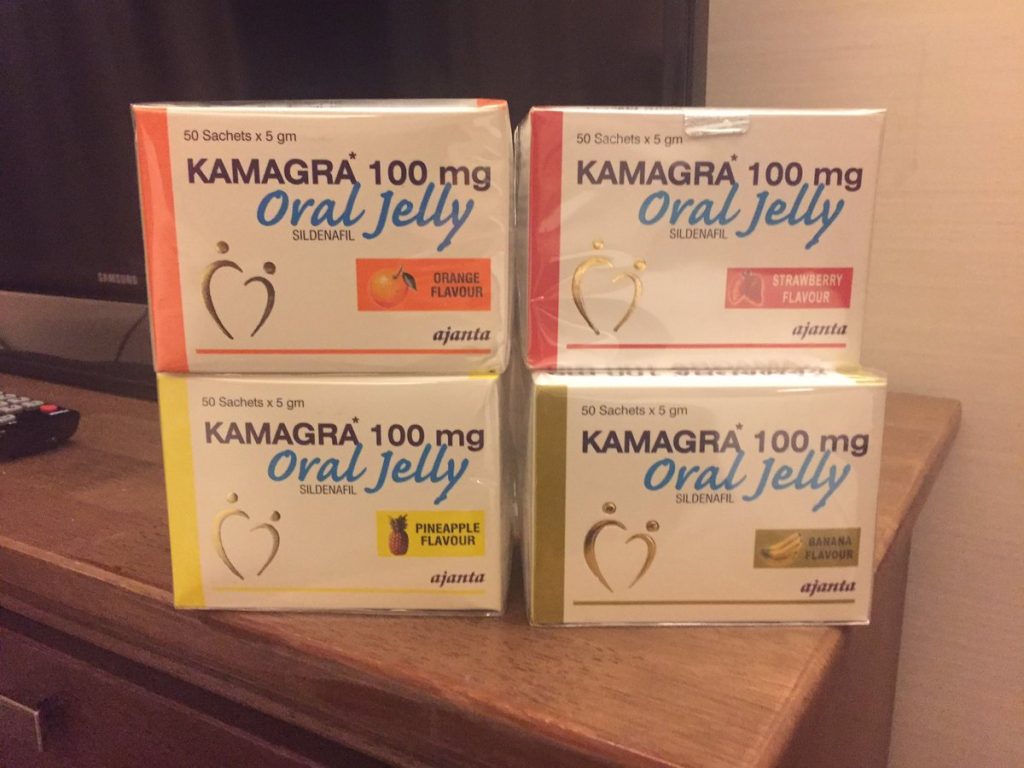 50 Sachets x 5 gm
KAMAGRA* 100 mg
Oral Jelly
SILDENAFIL
ORANGE
FLAVOUR
ajanta
50 Sachets x 5 gm
KAMAGRA* 100 mg
Oral Jelly
SILDENAFIL
STRAWBERRY
FLAVOUR
ajanta
SAMSUNG
50 Sachets x 5 gm
KAMAGRA* 100 mg
Oral Jelly
SILDENAFIL
PINEAPPLE
FLAVOUR
ajanta
50 Sachets x 5 gm
KAMAGRA* 100 mg
Oral Jelly
SILDENAFIL
BANANA
FLAVOUR
ajanta